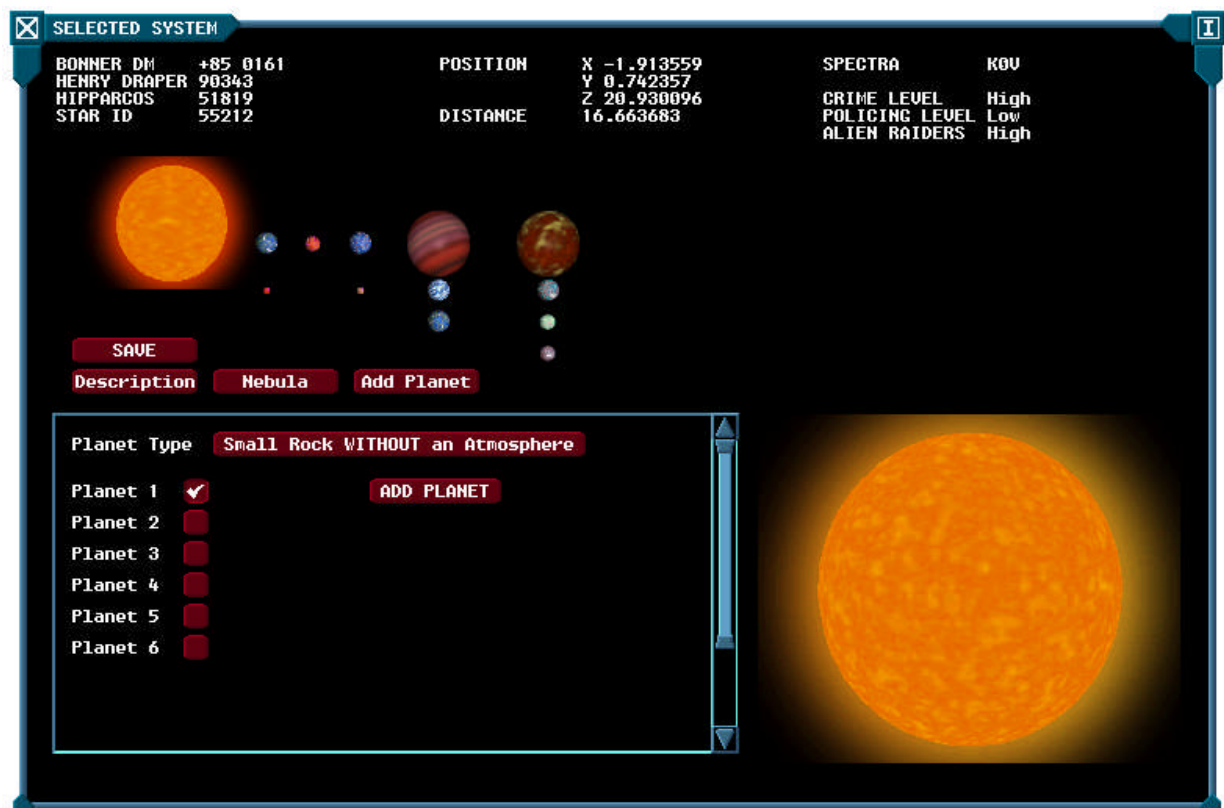 SELECTED SYSTEM
I
BONNER DM +85 0161
HENRY DRAPER 90343
HIPPARCOS 51819
STAR ID 55212
POSITION X -1.913559
Y 0.742357
Z 20.930096
DISTANCE 16.663683
SPECTRA K0V
CRIME LEVEL High
POLICING LEVEL Low
ALIEN RAIDERS High
SAVE
Description Nebula Add Planet
Planet Type Small Rock WITHOUT an Atmosphere
Planet 1 ADD PLANET
Planet 2
Planet 3
Planet 4
Planet 5
Planet 6